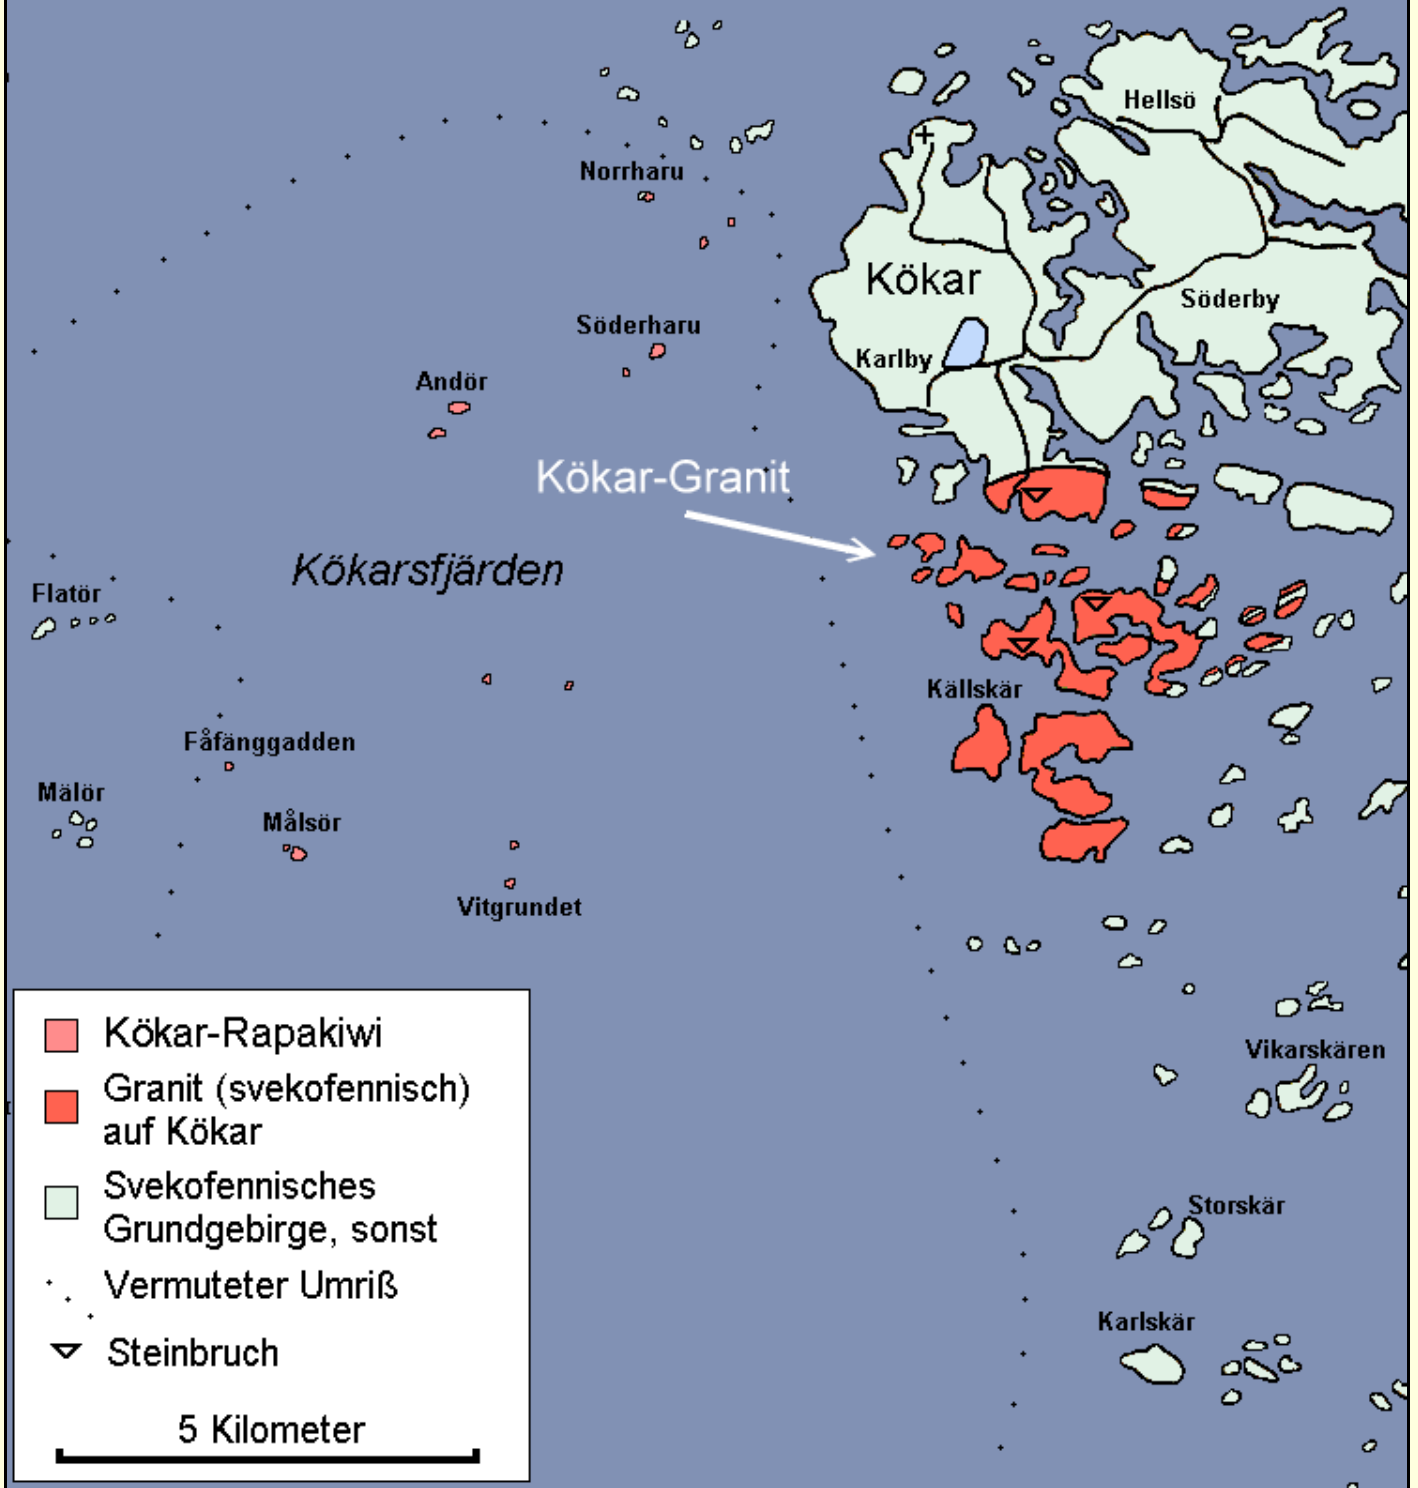 Hellsö
Norrharu
Kökar
Söderby
Söderharu
Karlby
Andör
Kökar-Granit
Kökarsfjärden
Flatör
Källskär
Fåfänggadden
Mälör
Målsör
Vitgrundet
Vikarskären
Storskär
Karlskär
Kökar-Rapakiwi
Granit (svekofennisch)
auf Kökar
Svekofennisches
Grundgebirge, sonst
Vermuteter Umriß
Steinbruch
5 Kilometer